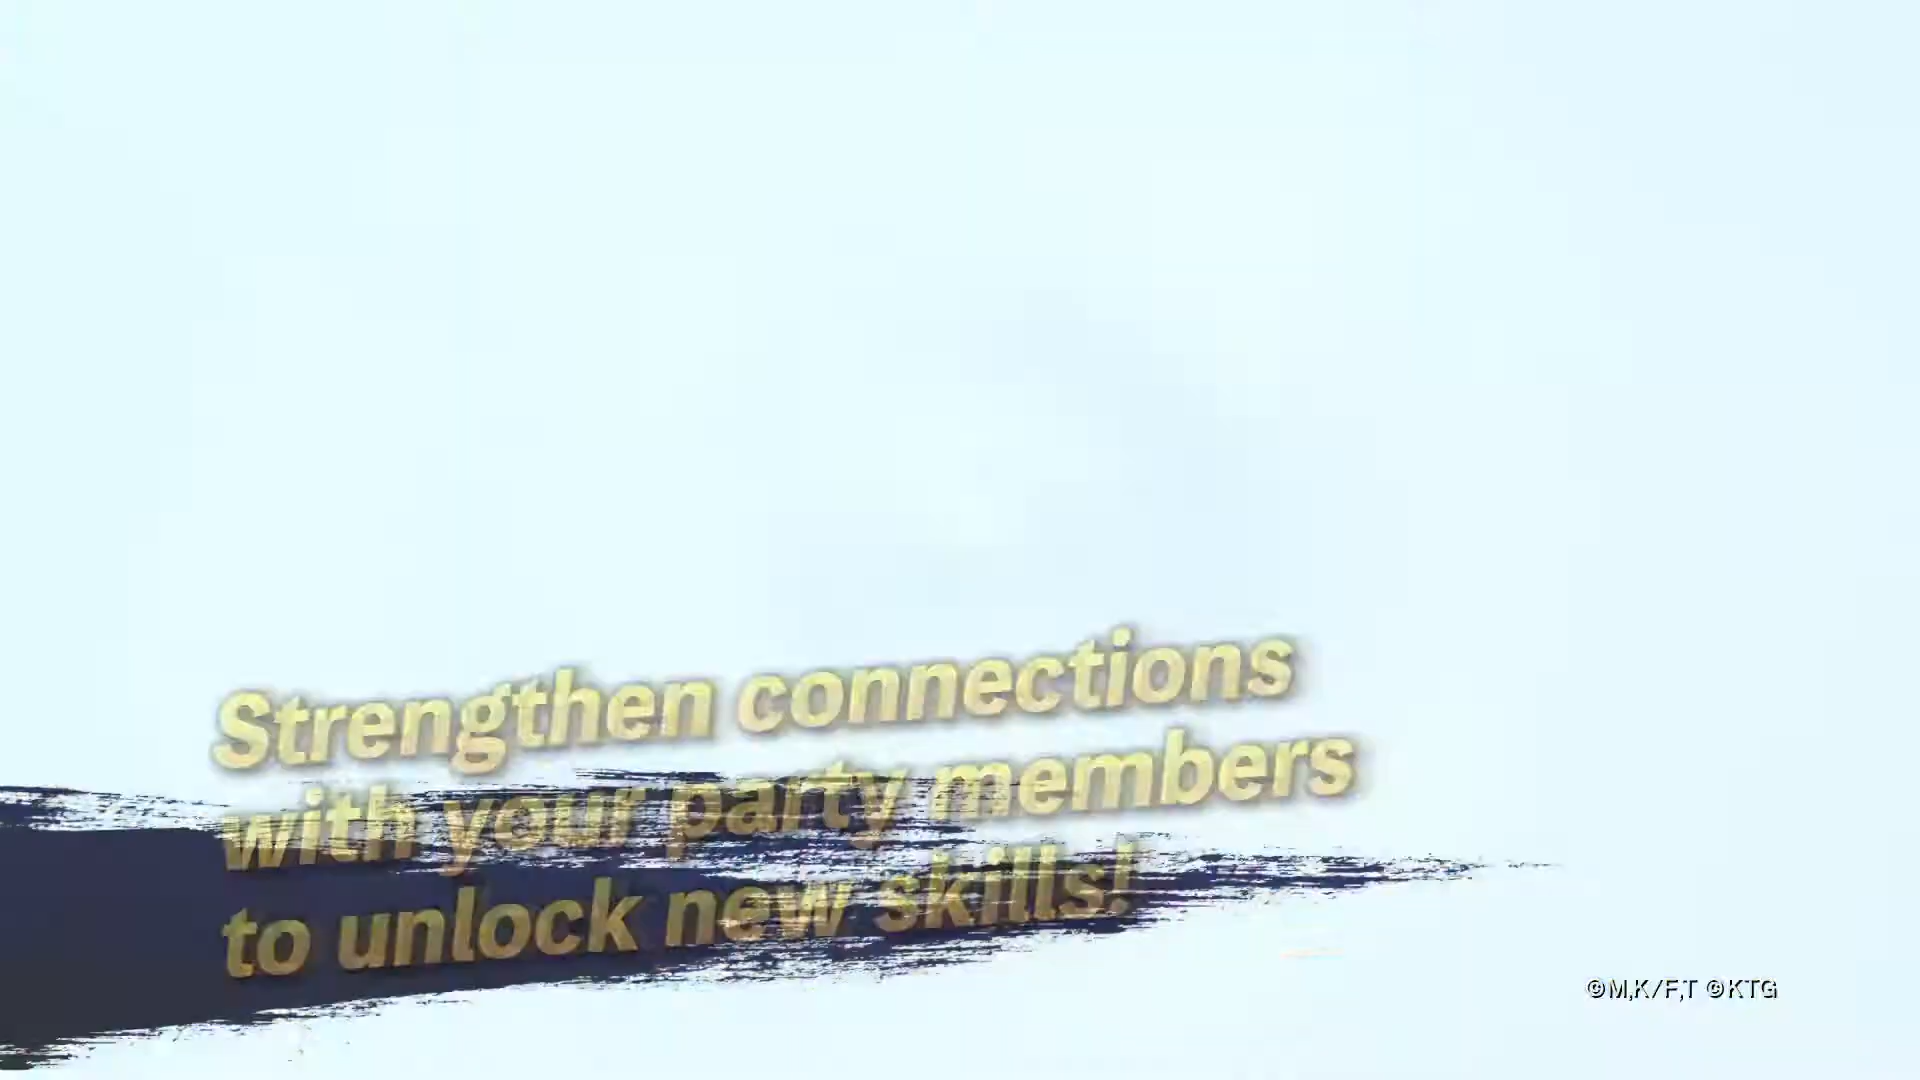 Strengthen connections
with your party members
to unlock new skills!
©M,K/F,T ©KTG